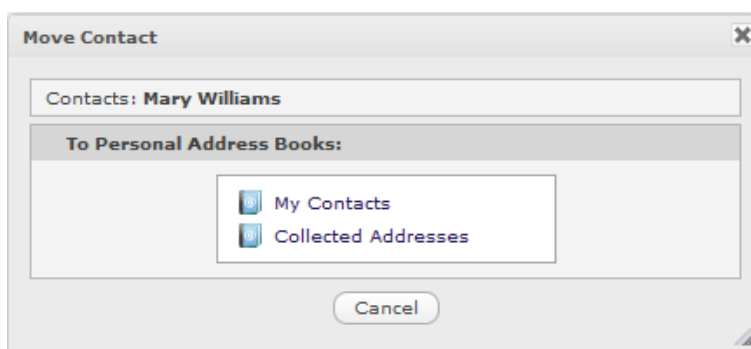 Move Contact
Contacts: Mary Williams
To Personal Address Books:
My Contacts
Collected Addresses
Cancel